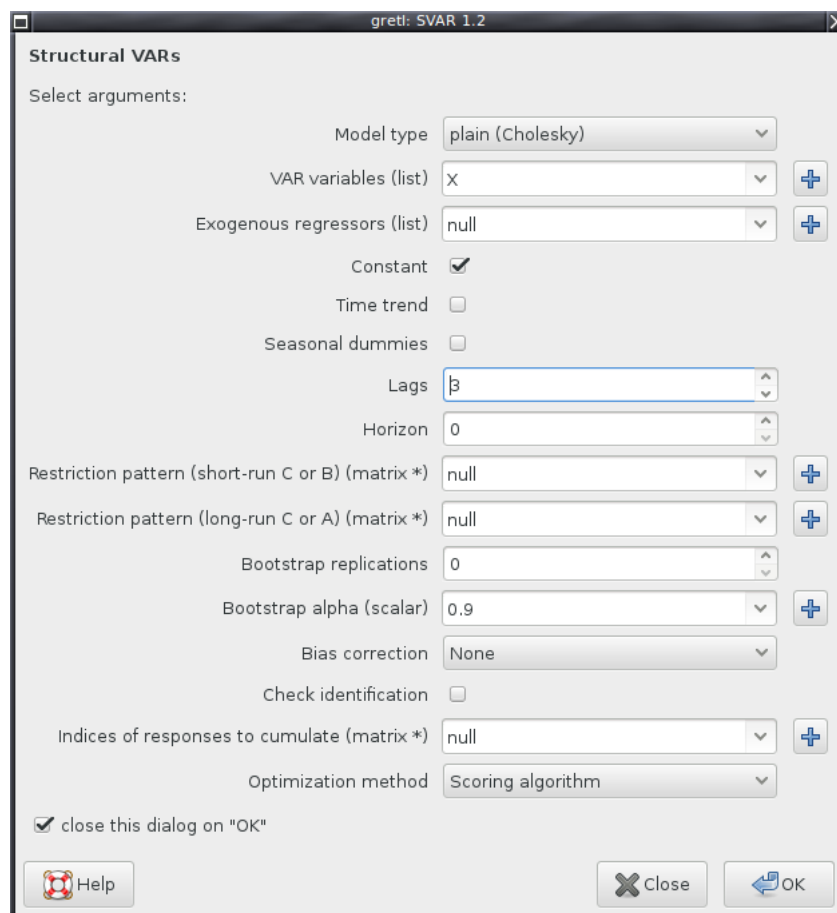 gretl: SVAR 1.2
Structural VARs
Select arguments:
Model type plain (Cholesky)
VAR variables (list) X
Exogenous regressors (list) null
Constant
Time trend
Seasonal dummies
Lags 3
Horizon 0
Restriction pattern (short-run C or B) (matrix *) null
Restriction pattern (long-run C or A) (matrix *) null
Bootstrap replications 0
Bootstrap alpha (scalar) 0.9
Bias correction None
Check identification
Indices of responses to cumulate (matrix *) null
Optimization method Scoring algorithm
close this dialog on "OK"
Help Close OK